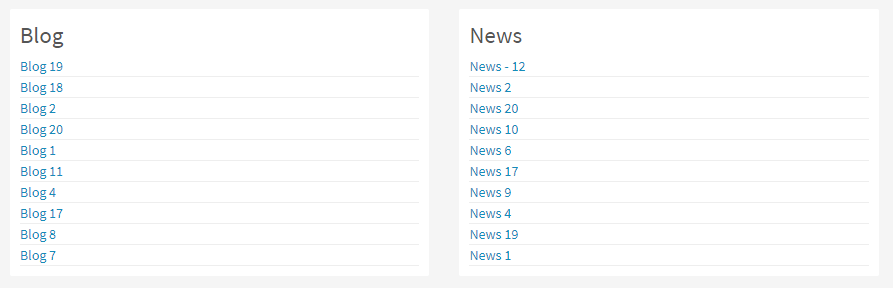 Blog
Blog 19
Blog 18
Blog 2
Blog 20
Blog 1
Blog 11
Blog 4
Blog 17
Blog 8
Blog 7
News
News - 12
News 2
News 20
News 10
News 6
News 17
News 9
News 4
News 19
News 1